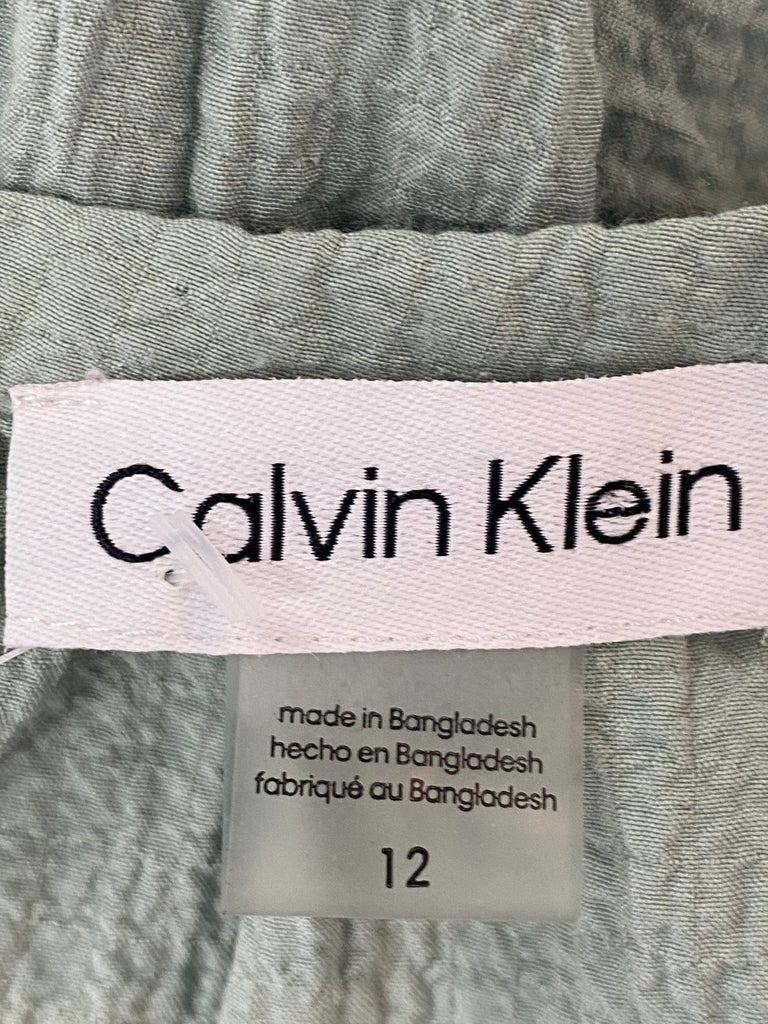 Calvin Klein
made in Bangladesh
hecho en Bangladesh
fabriqué au Bangladesh
12